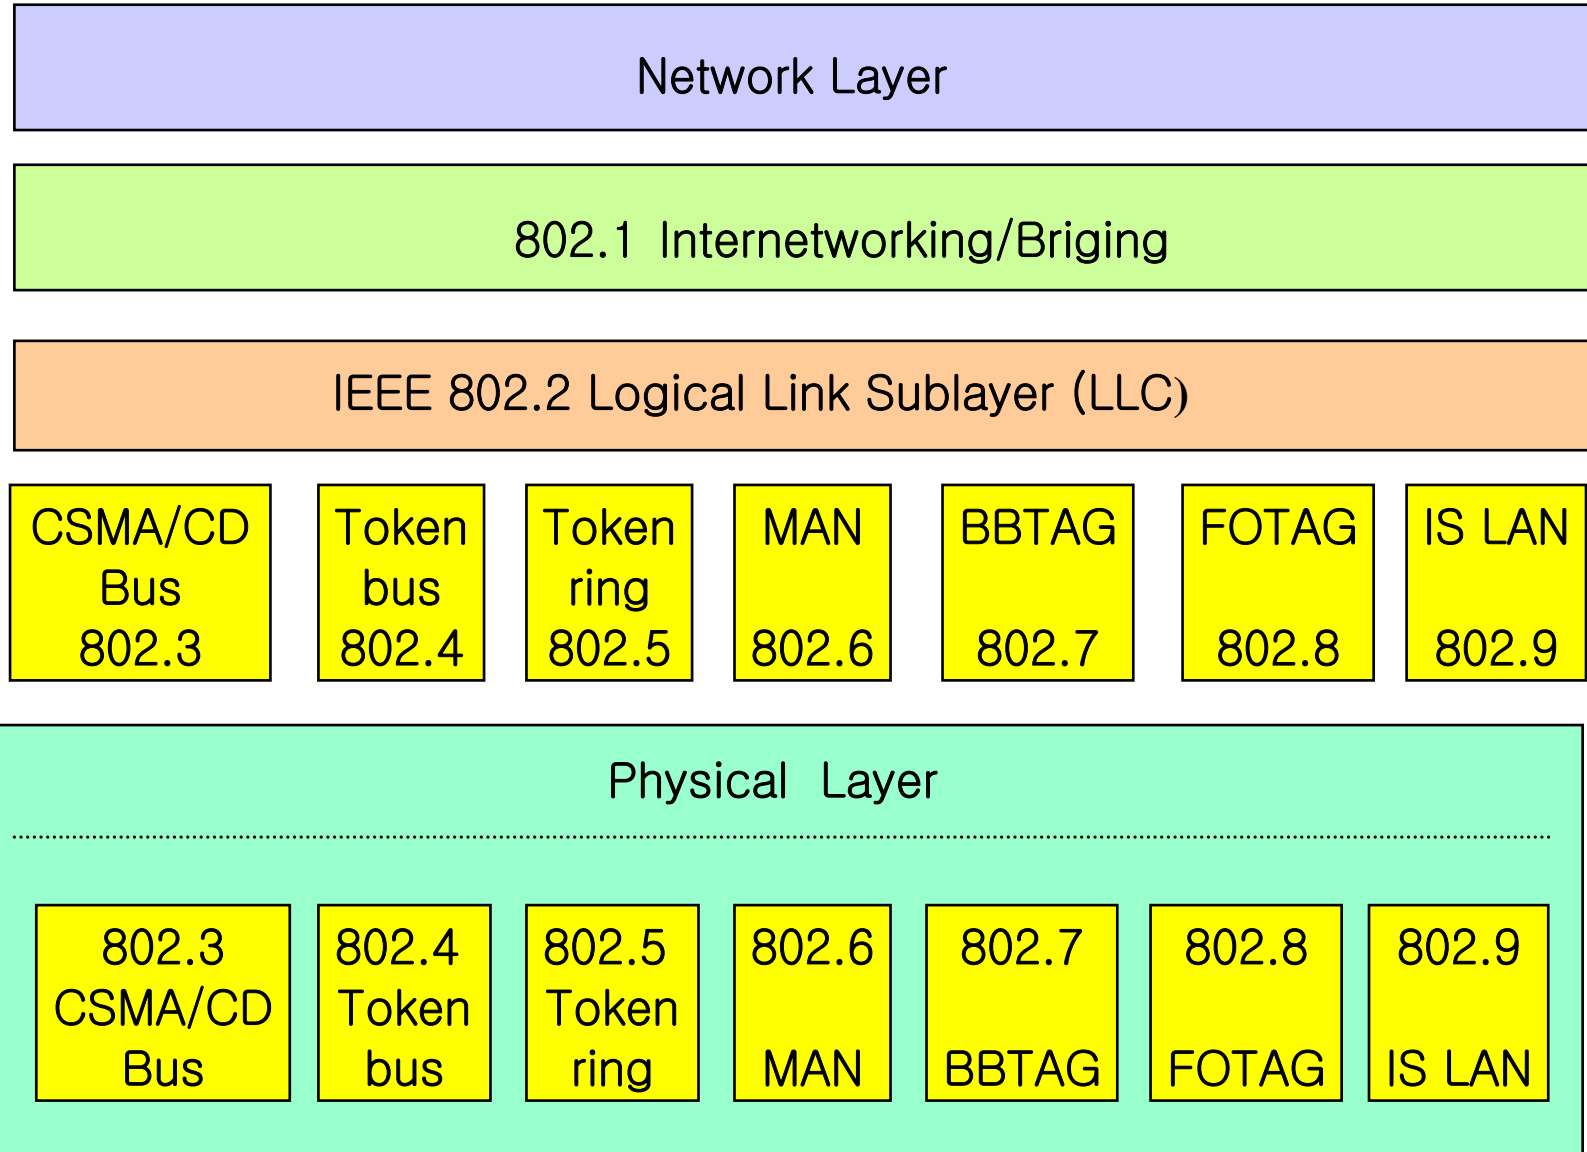 Network Layer
802.1 Internetworking/Briging
IEEE 802.2 Logical Link Sublayer (LLC)
CSMA/CD
Bus
802.3
Token
bus
802.4
Token
ring
802.5
MAN
802.6
BBTAG
802.7
FOTAG
802.8
IS LAN
802.9
Physical Layer
802.3
CSMA/CD
Bus
802.4
Token
bus
802.5
Token
ring
802.6
MAN
802.7
BBTAG
802.8
FOTAG
802.9
IS LAN